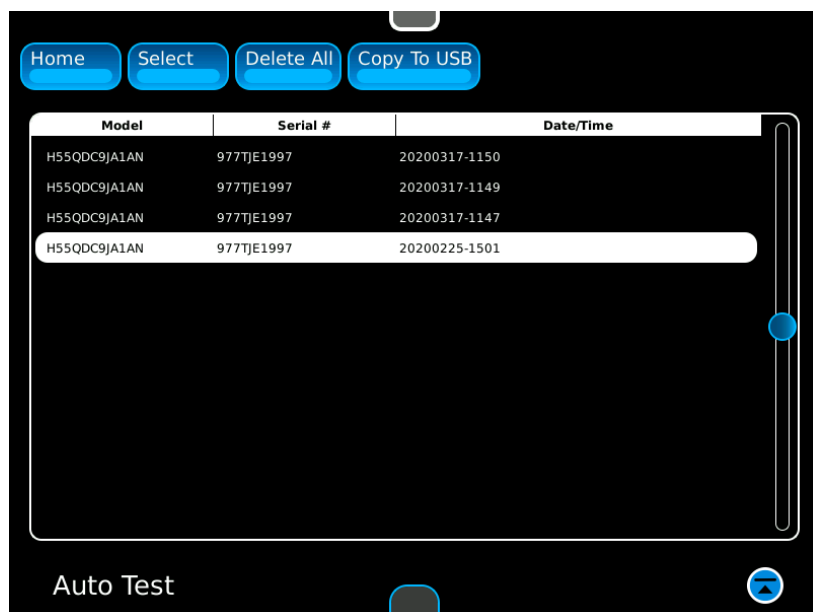 Home Select Delete All Copy To USB
Model Serial # Date/Time
H55QDC9JA1AN 977TJE1997 20200317-1150
H55QDC9JA1AN 977TJE1997 20200317-1149
H55QDC9JA1AN 977TJE1997 20200317-1147
H55QDC9JA1AN 977TJE1997 20200225-1501
Auto Test